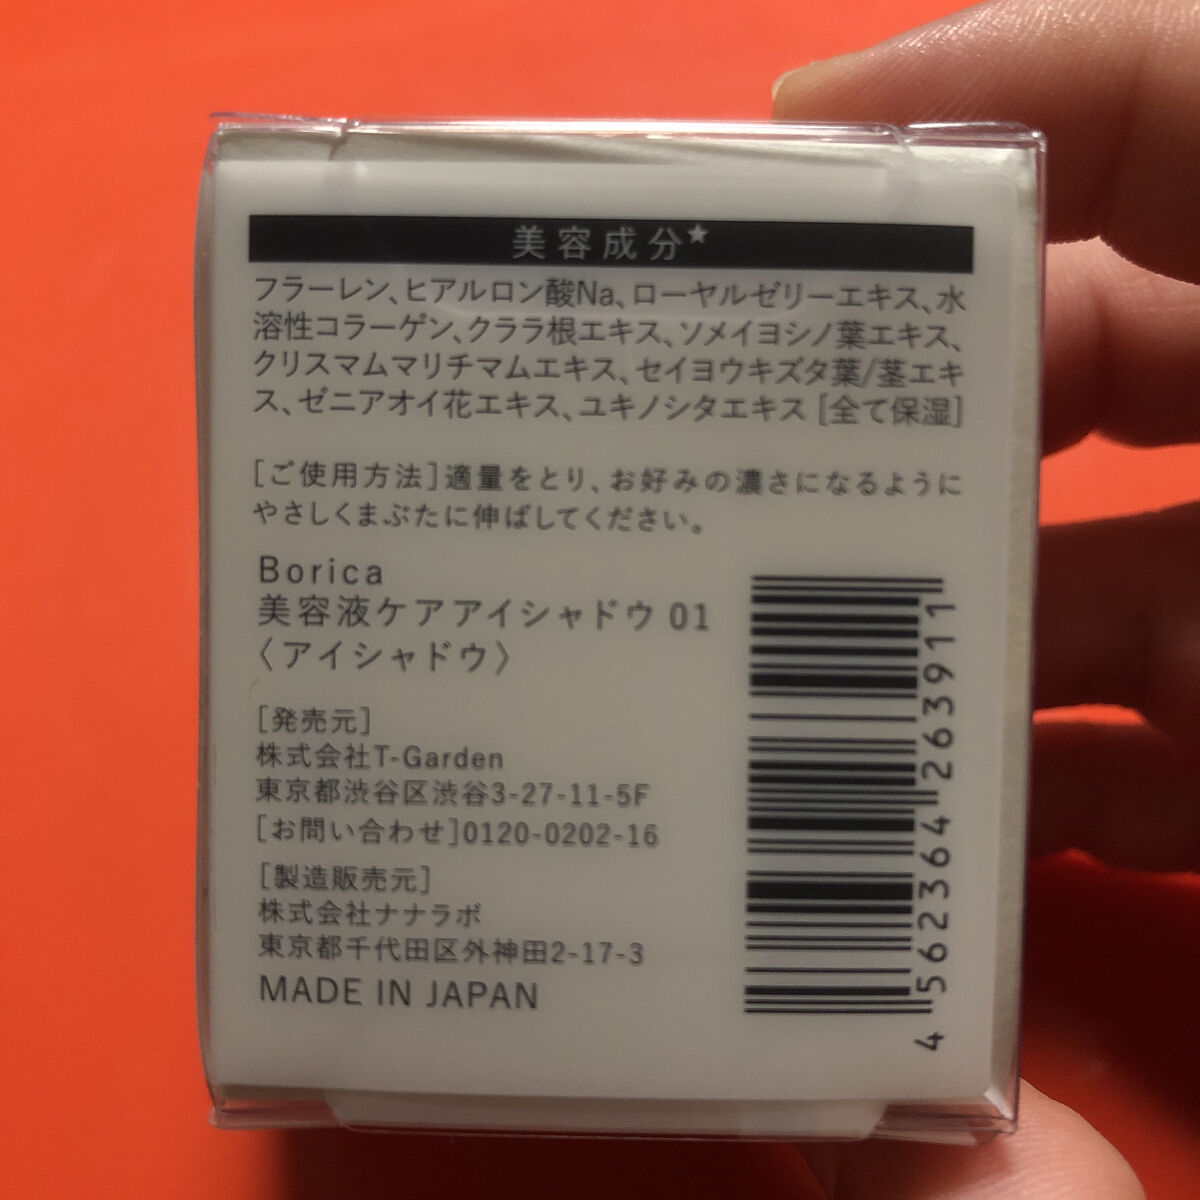 美容成分★
フラーレン、ヒアルロン酸Na、ローヤルゼリーエキス、水
溶性コラーゲン、クララ根エキス、ソメイヨシノ葉エキス、
クリスマムマリチマムエキス、セイヨウキズタ葉/茎エキ
ス、ゼニアオイ花エキス、ユキノシタエキス [全て保湿]
[ご使用方法]適量をとり、お好みの濃さになるように
やさしくまぶたに伸ばしてください。
Borica
美容液ケアアイシャドウ 01
〈アイシャドウ〉
[発売元]
株式会社T-Garden
東京都渋谷区渋谷3-27-11-5F
[お問い合わせ]0120-0202-16
[製造販売元]
株式会社ナナラボ
東京都千代田区外神田2-17-3
MADE IN JAPAN
4 562364 263911